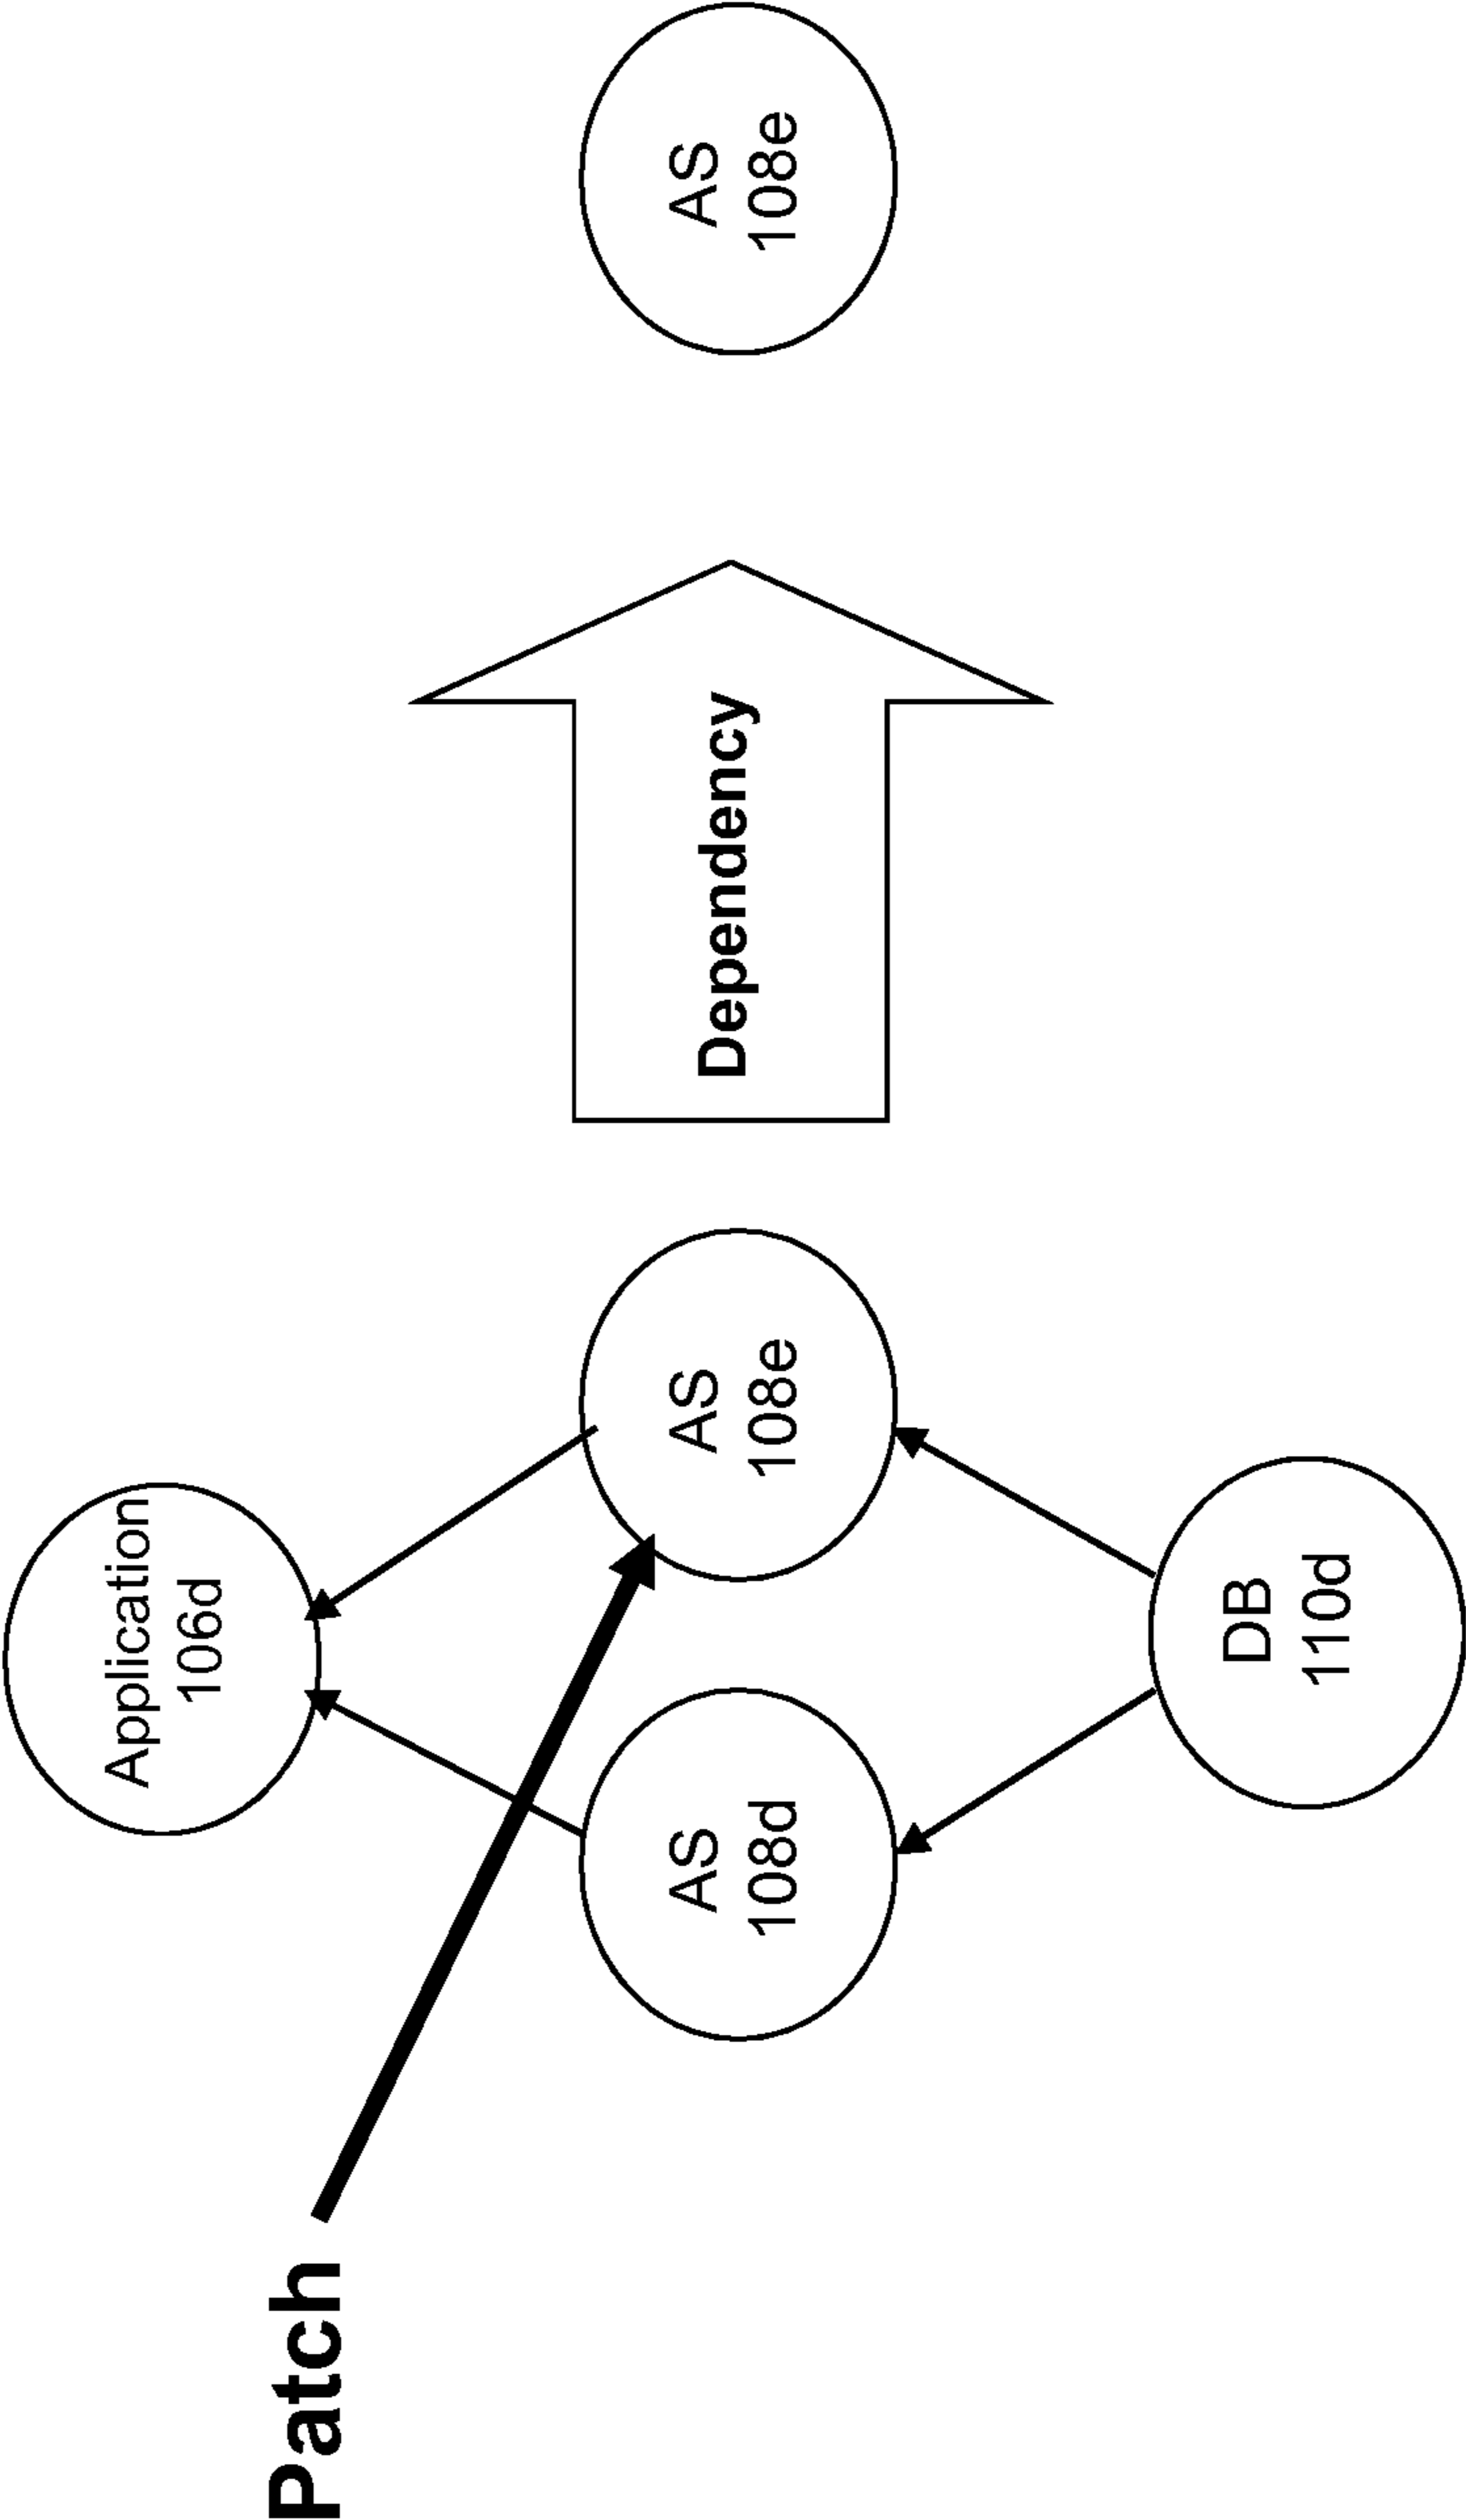 Patch
Application
106d
AS
108d
AS
108e
DB
110d
Dependency
AS
108e